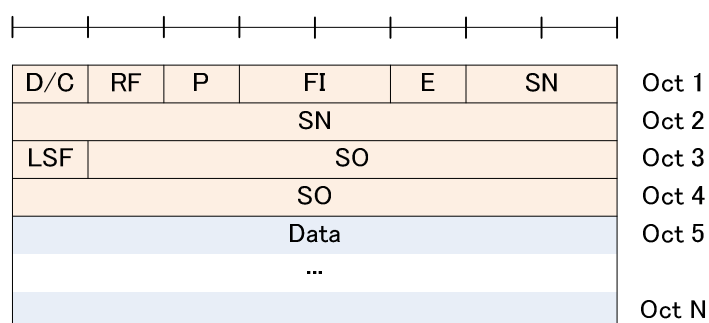 D/C RF P FI E SN Oct 1
SN Oct 2
LSF SO Oct 3
SO Oct 4
Data Oct 5
...
Oct N